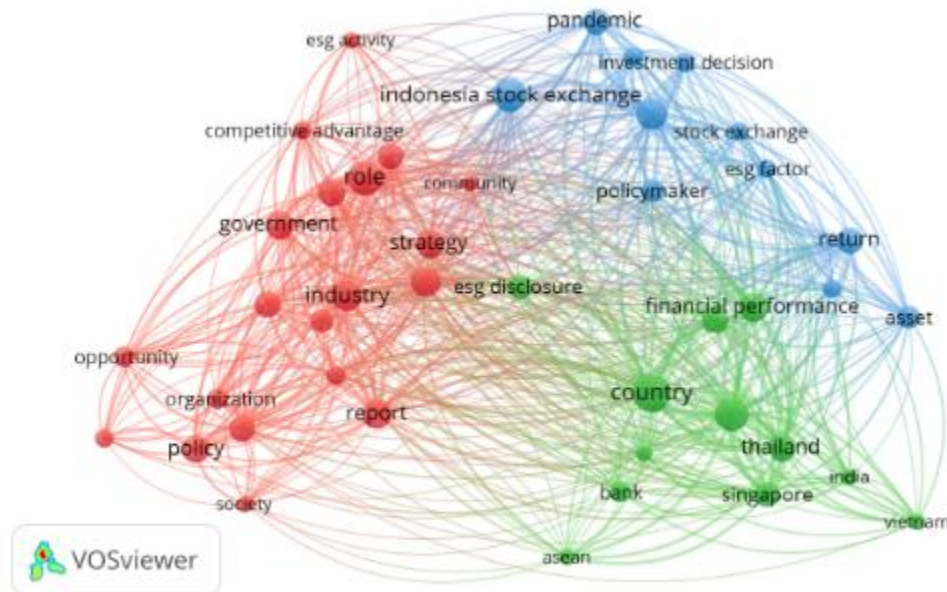 pandemic
esg activity
investment decision
indonesia stock exchange
competitive advantage
stock exchange
esg factor
role
community
policymaker
government
strategy
return
esg disclosure
industry
financial performance
asset
opportunity
country
organization
report
policy
thailand
india
bank
singapore
society
vietnam
asean
VOSviewer